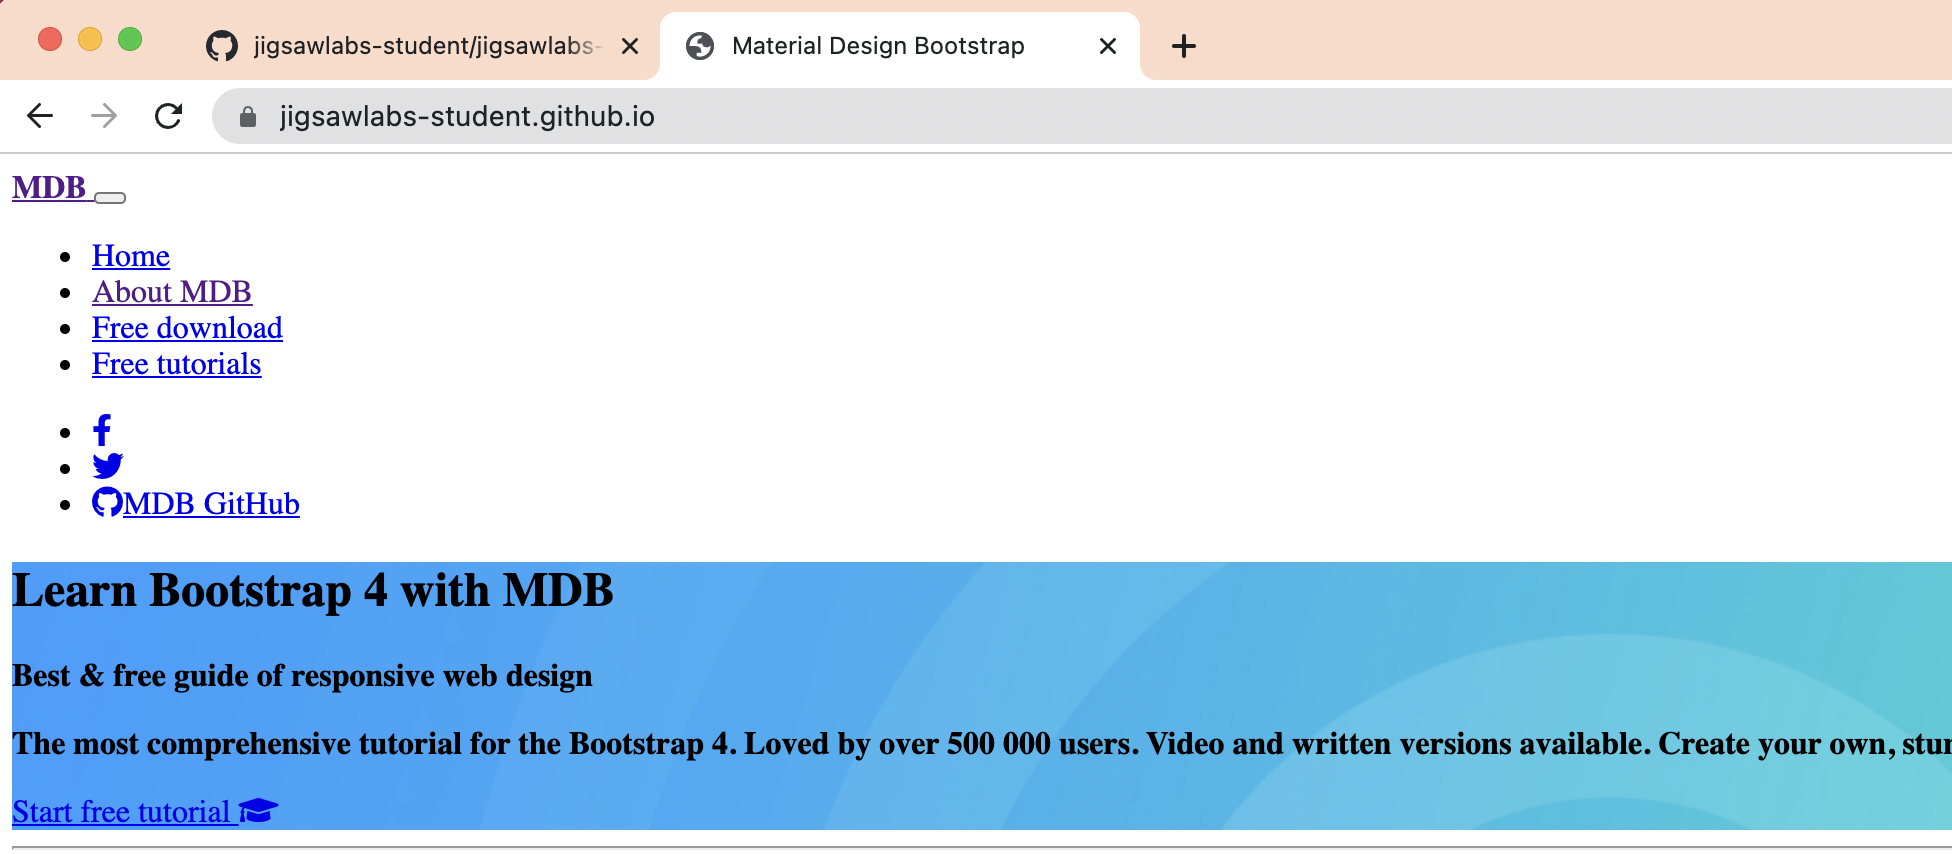 jigsawlabs-student/jigsawlabs-
Material Design Bootstrap
jigsawlabs-student.github.io
MDB
Home
About MDB
Free download
Free tutorials
MDB GitHub
Learn Bootstrap 4 with MDB
Best & free guide of responsive web design
The most comprehensive tutorial for the Bootstrap 4. Loved by over 500 000 users. Video and written versions available. Create your own,
Start free tutorial